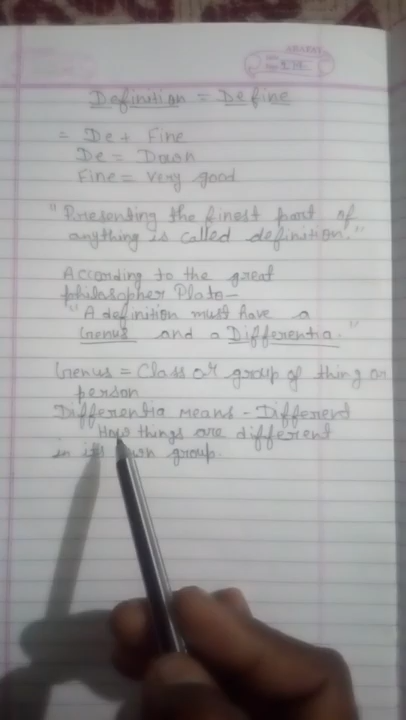 Definition = Define
= De + Fine
De = Down
Fine = Very good
"Presenting the finest part of
anything is called definition."
According to the great
philosopher Plato-
"A definition must have a
Genus and a Differentia."
Genus = Class or group of thing or
person
Differentia means - Different
How things are different
in its own group.